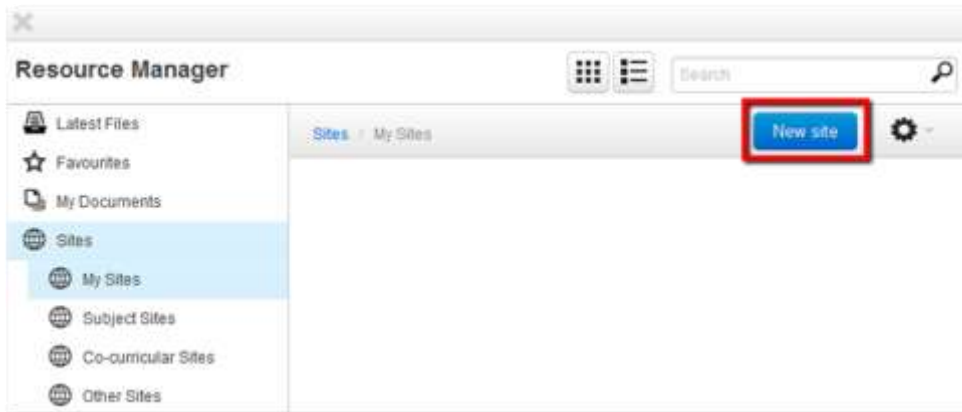 Resource Manager
Search
Latest Files
Favourites
My Documents
Sites
My Sites
Subject Sites
Co-curricular Sites
Other Sites
Sites / My Sites
New site